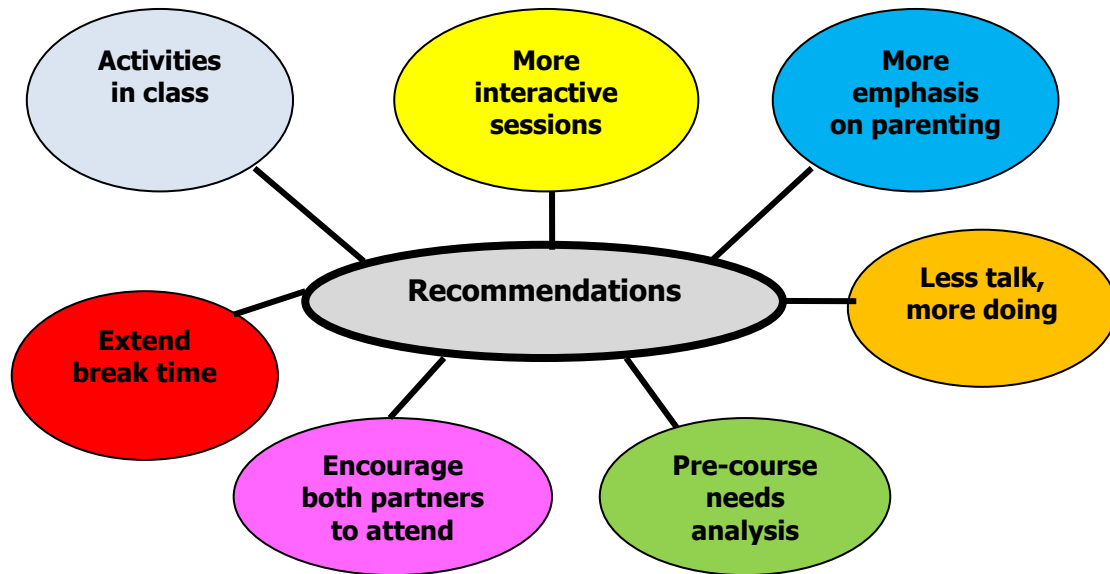 Activities
in class
More
interactive
sessions
More
emphasis
on parenting
Recommendations
Less talk,
more doing
Extend
break time
Encourage
both partners
to attend
Pre-course
needs
analysis